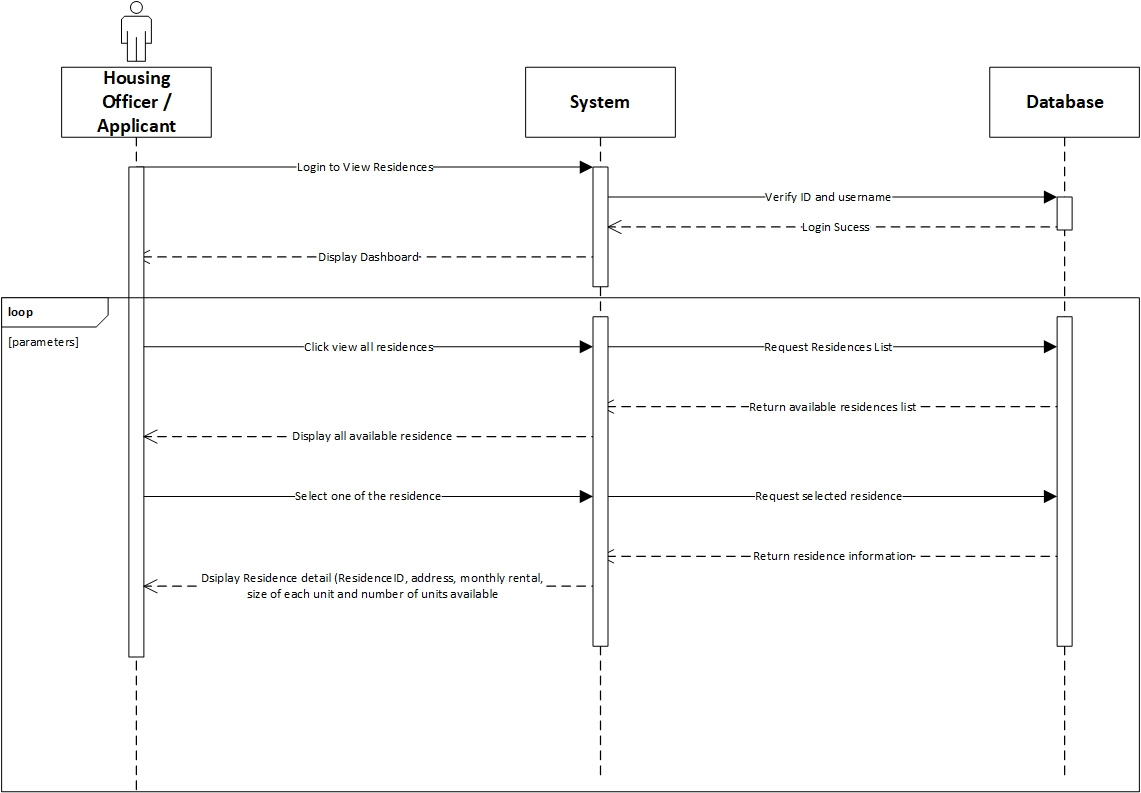 Housing
Officer /
Applicant
System
Database
Login to View Residences
Verify ID and username
Login Sucess
Display Dashboard
loop
[parameters]
Click view all residences
Request Residences List
Return available residences list
Display all available residence
Select one of the residence
Request selected residence
Return residence information
Dsiplay Residence detail (ResidenceID, address, monthly rental,
size of each unit and number of units available